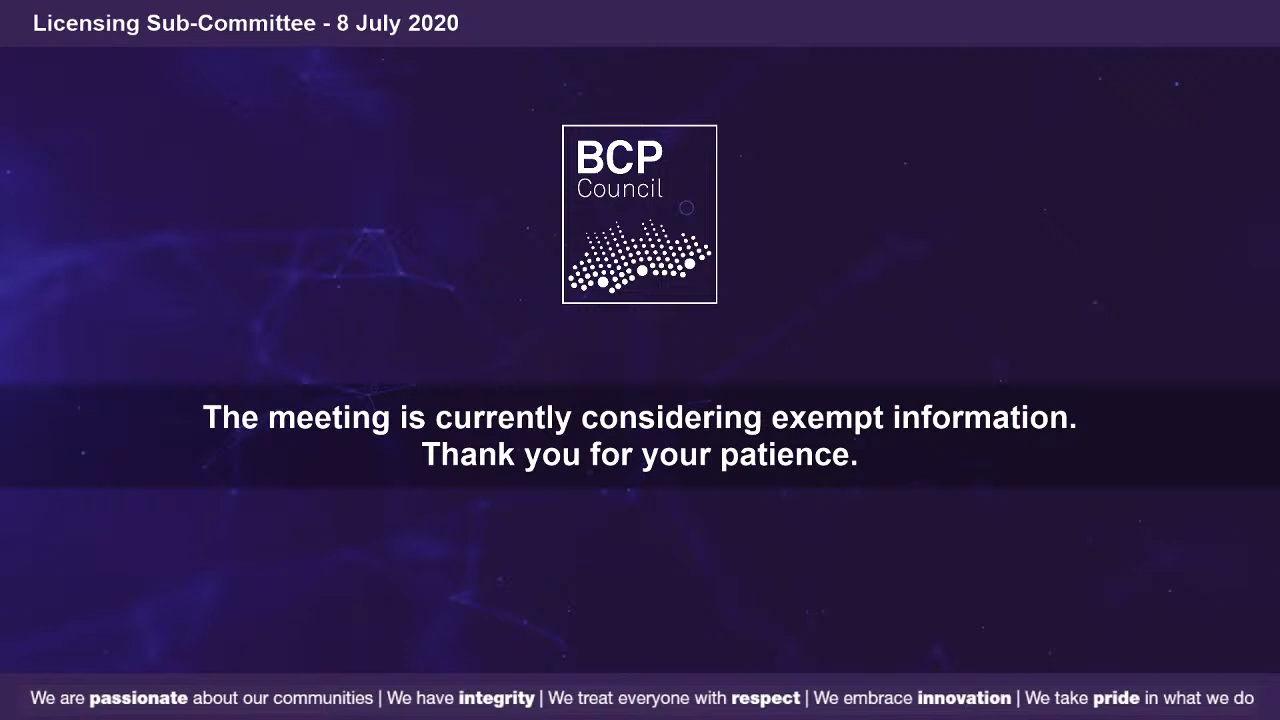 Licensing Sub-Committee - 8 July 2020
BCP
Council
The meeting is currently considering exempt information.
Thank you for your patience.
We are passionate about our communities | We have integrity | We treat everyone with respect | We embrace innovation | We take pride in what we do